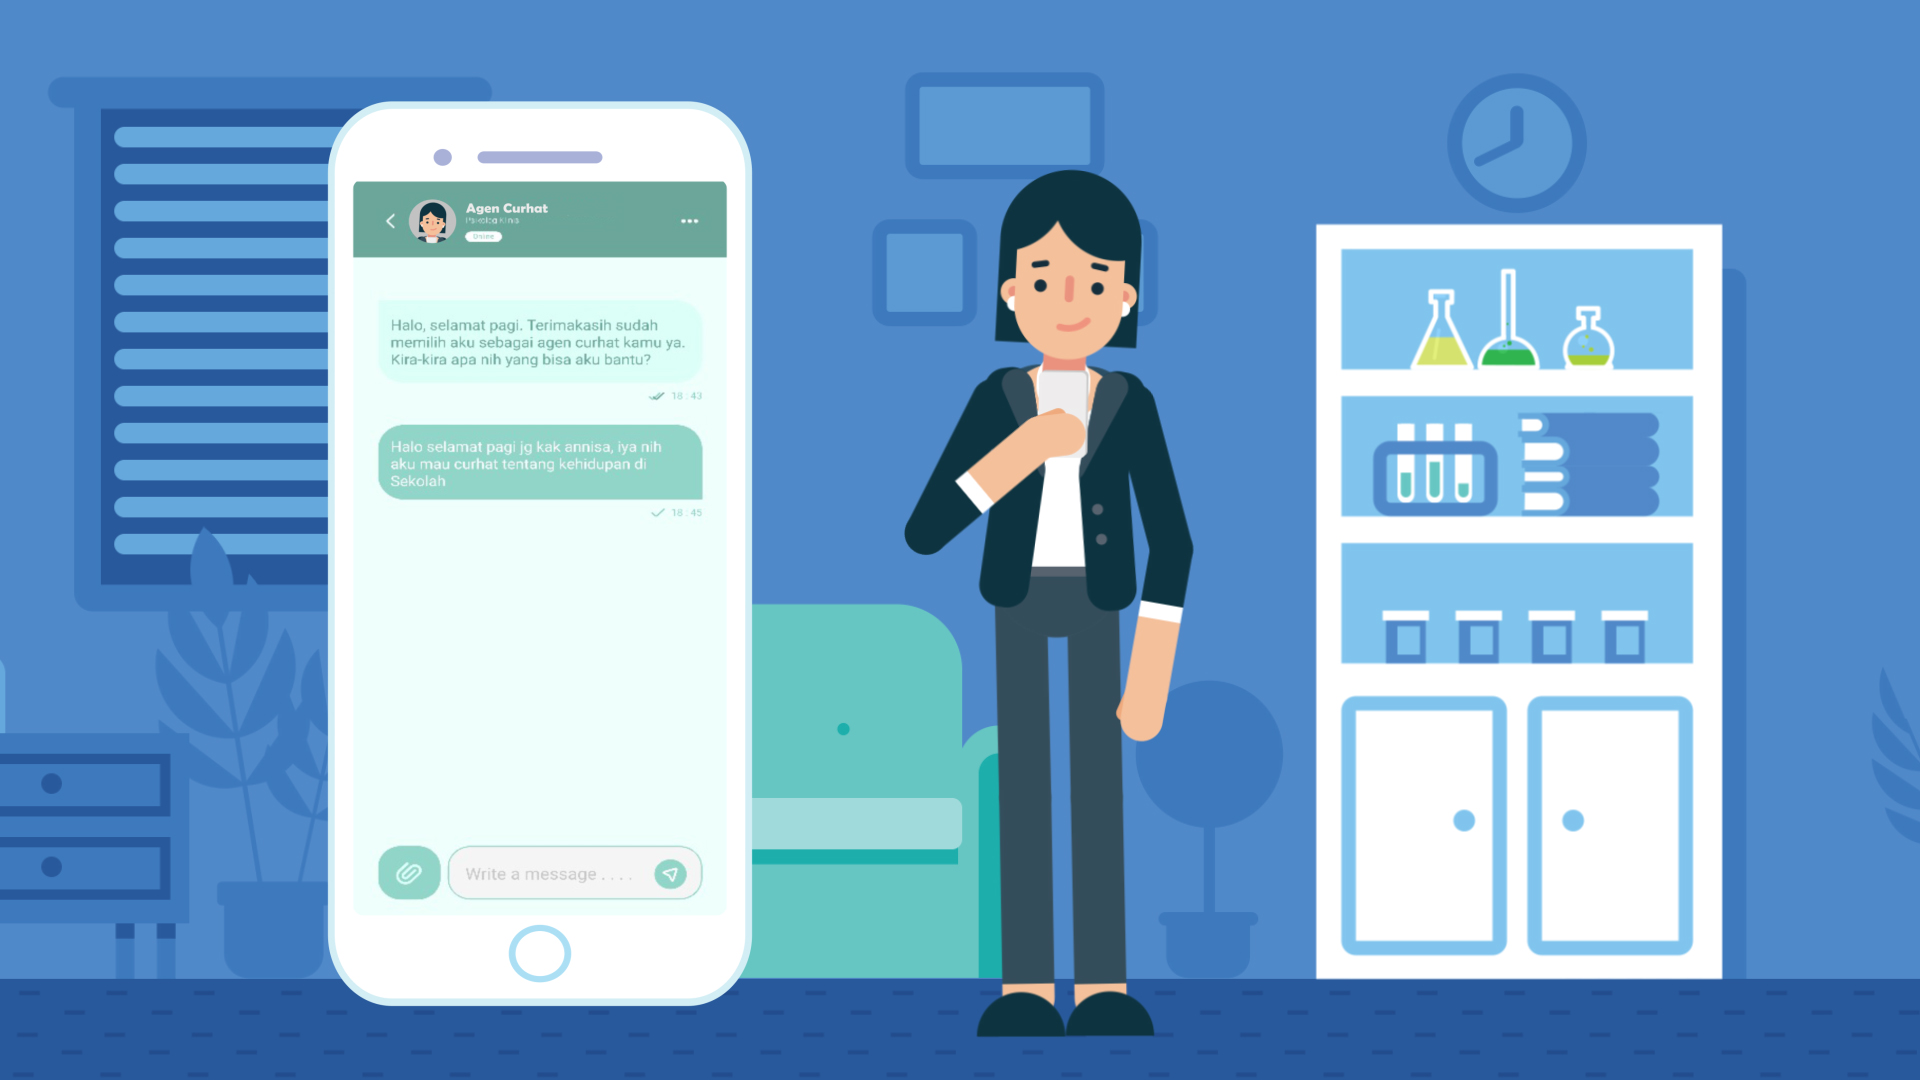 Agen Curhat
Psikolog Klinis
Online
Halo, selamat pagi. Terimakasih sudah
memilih aku sebagai agen curhat kamu ya.
Kira-kira apa nih yang bisa aku bantu?
18 : 43
Halo selamat pagi jg kak annisa, iya nih
aku mau curhat tentang kehidupan di
Sekolah
18 : 45
Write a message . . . .